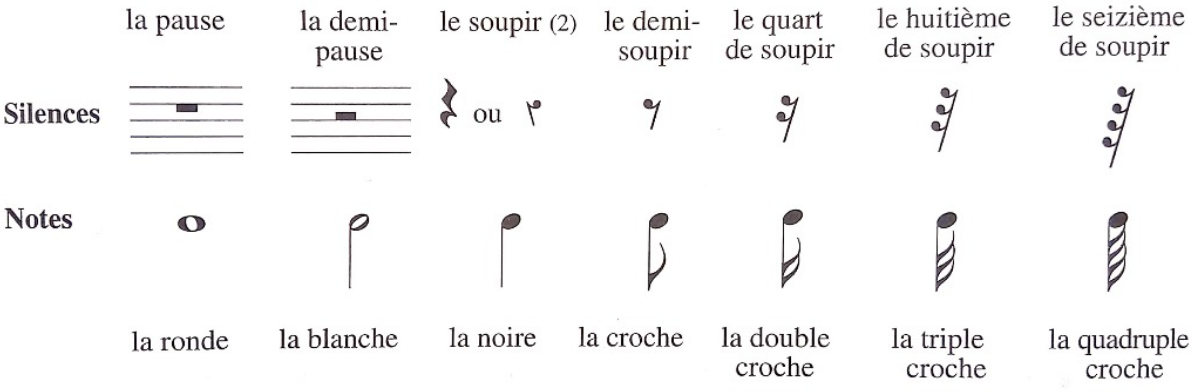 la pause
la demi-
pause
le soupir (2)
le demi-
soupir
le quart
de soupir
le huitième
de soupir
le seizième
de soupir
Silences
ou
Notes
la ronde
la blanche
la noire
la croche
la double
croche
la triple
croche
la quadruple
croche